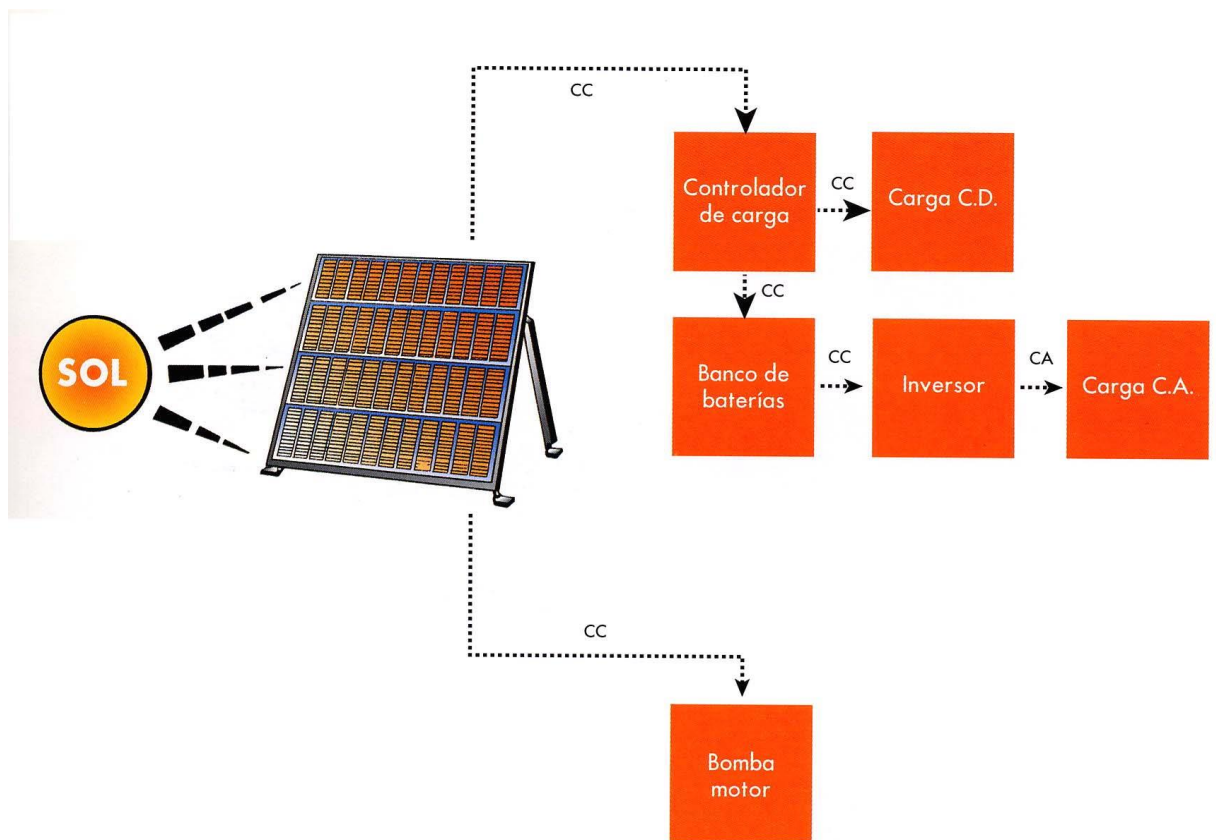 CC
Controlador
de carga
CC
Carga C.D.
CC
SOL
Banco de
baterías
CC
Inversor
CA
Carga C.A.
CC
Bomba
motor